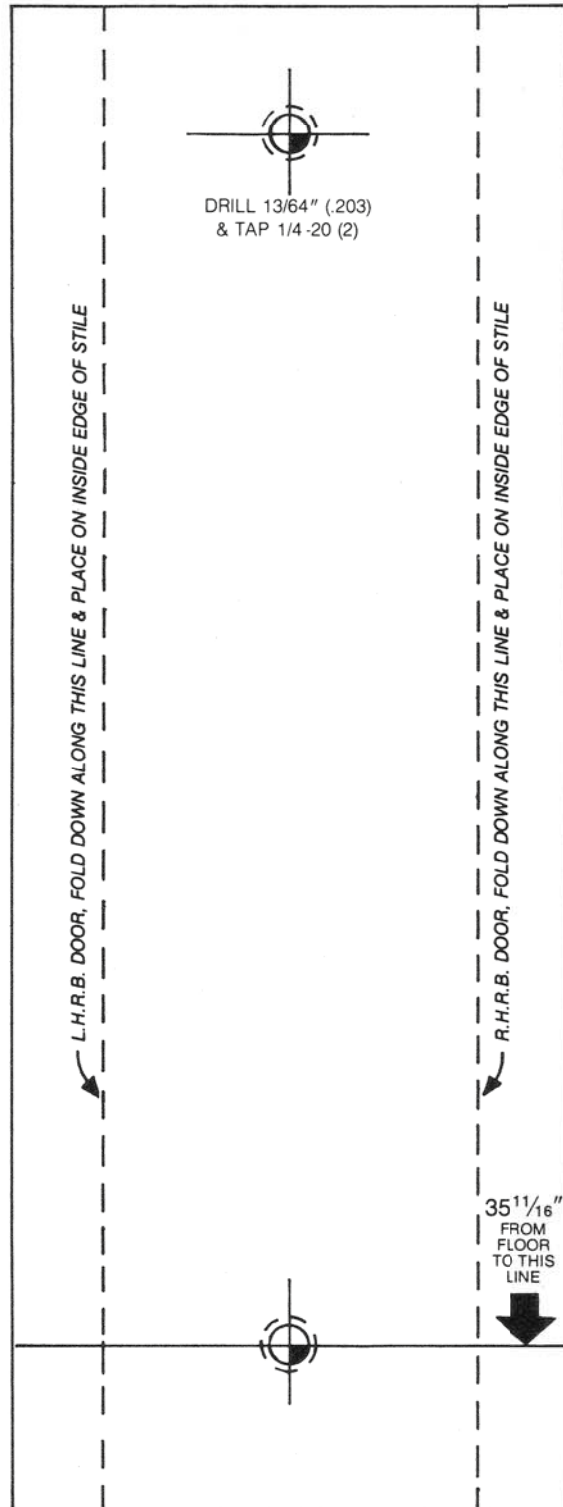 DRILL 13/64" (.203)
& TAP 1/4-20 (2)
L.H.R.B. DOOR, FOLD DOWN ALONG THIS LINE & PLACE ON INSIDE EDGE OF STILE
R.H.R.B. DOOR, FOLD DOWN ALONG THIS LINE & PLACE ON INSIDE EDGE OF STILE
35 11/16"
FROM
FLOOR
TO THIS
LINE